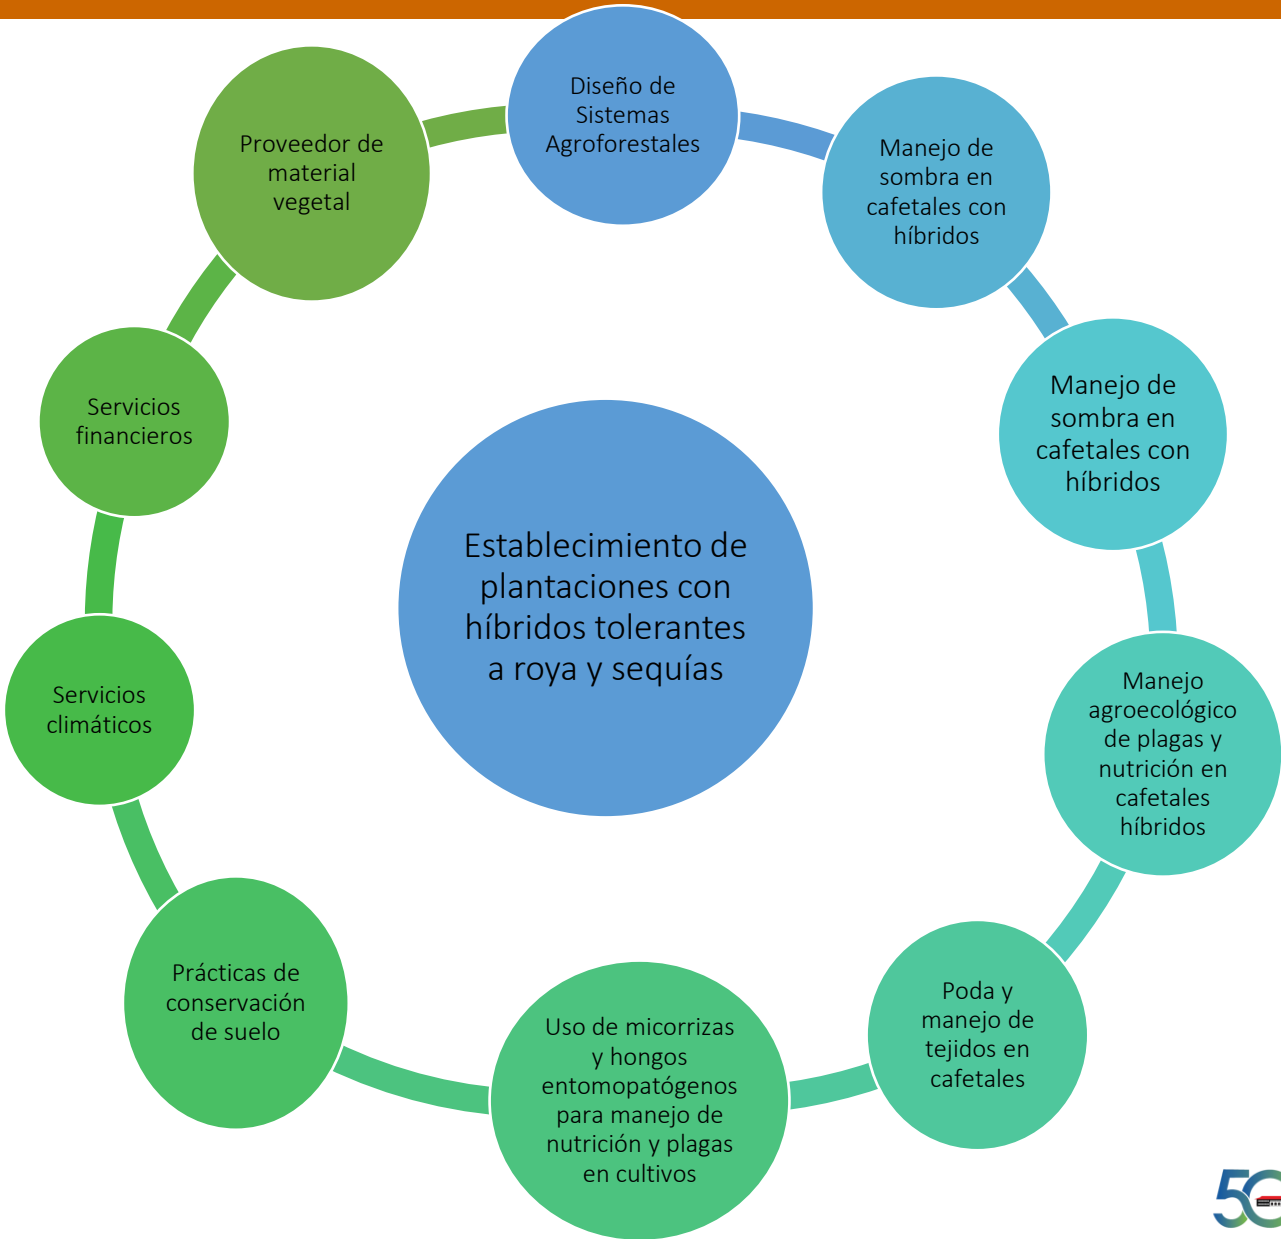 Diseño de
Sistemas
Agroforestales
Manejo de
sombra en
cafetales con
híbridos
Manejo de
sombra en
cafetales con
híbridos
Manejo
agroecológico
de plagas y
nutrición en
cafetales
híbridos
Poda y
manejo de
tejidos en
cafetales
Uso de micorrizas
y hongos
entomopatógenos
para manejo de
nutrición y plagas
en cultivos
Prácticas de
conservación
de suelo
Servicios
climáticos
Servicios
financieros
Proveedor de
material
vegetal
Establecimiento de
plantaciones con
híbridos tolerantes
a roya y sequías
50